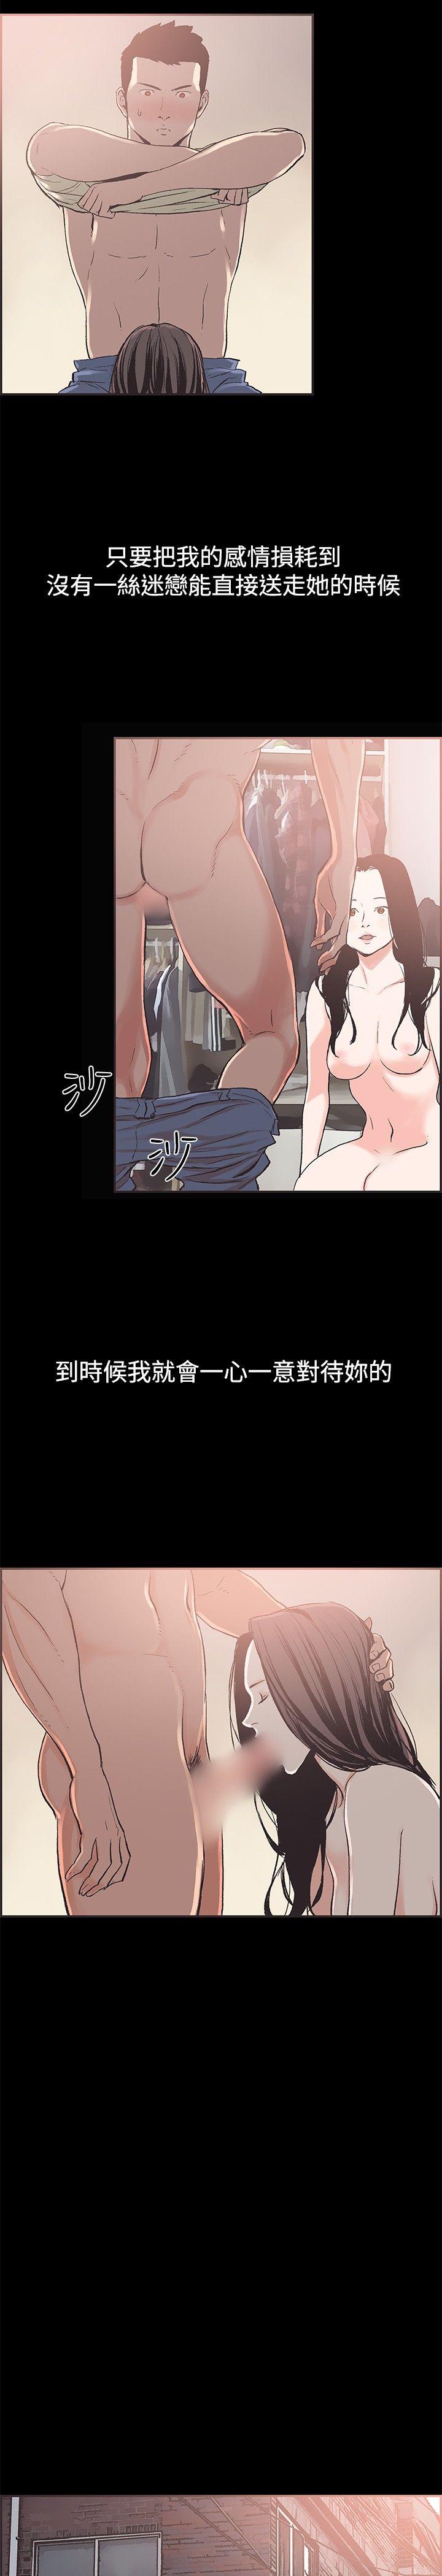 只要把我的感情損耗到
沒有一絲迷戀能直接送走她的時候
沙
沙
到時候我就會一心一意對待妳的